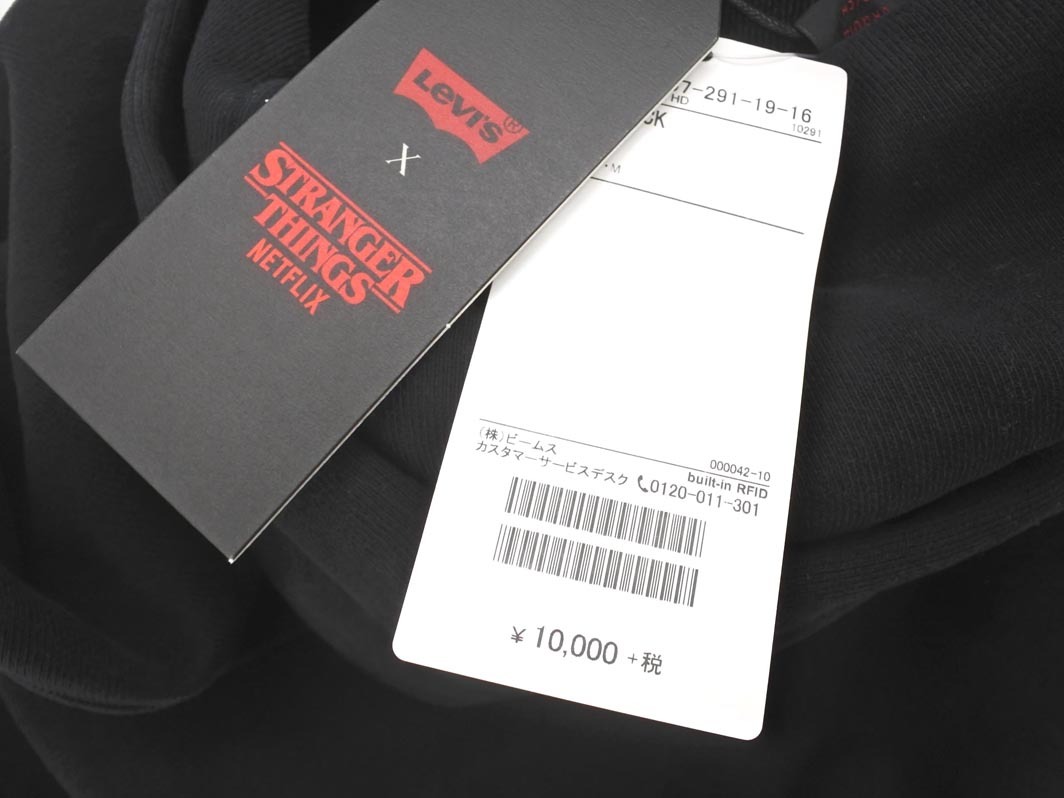 LEVI'S®
X
STRANGER
THINGS
NETFLIX
7-291-19-16
HD
10291
CK
・M
(株)ビームス
000042-10
カスタマーサービスデスク
built-in RFID
0120-011-301
¥ 10,000 +税